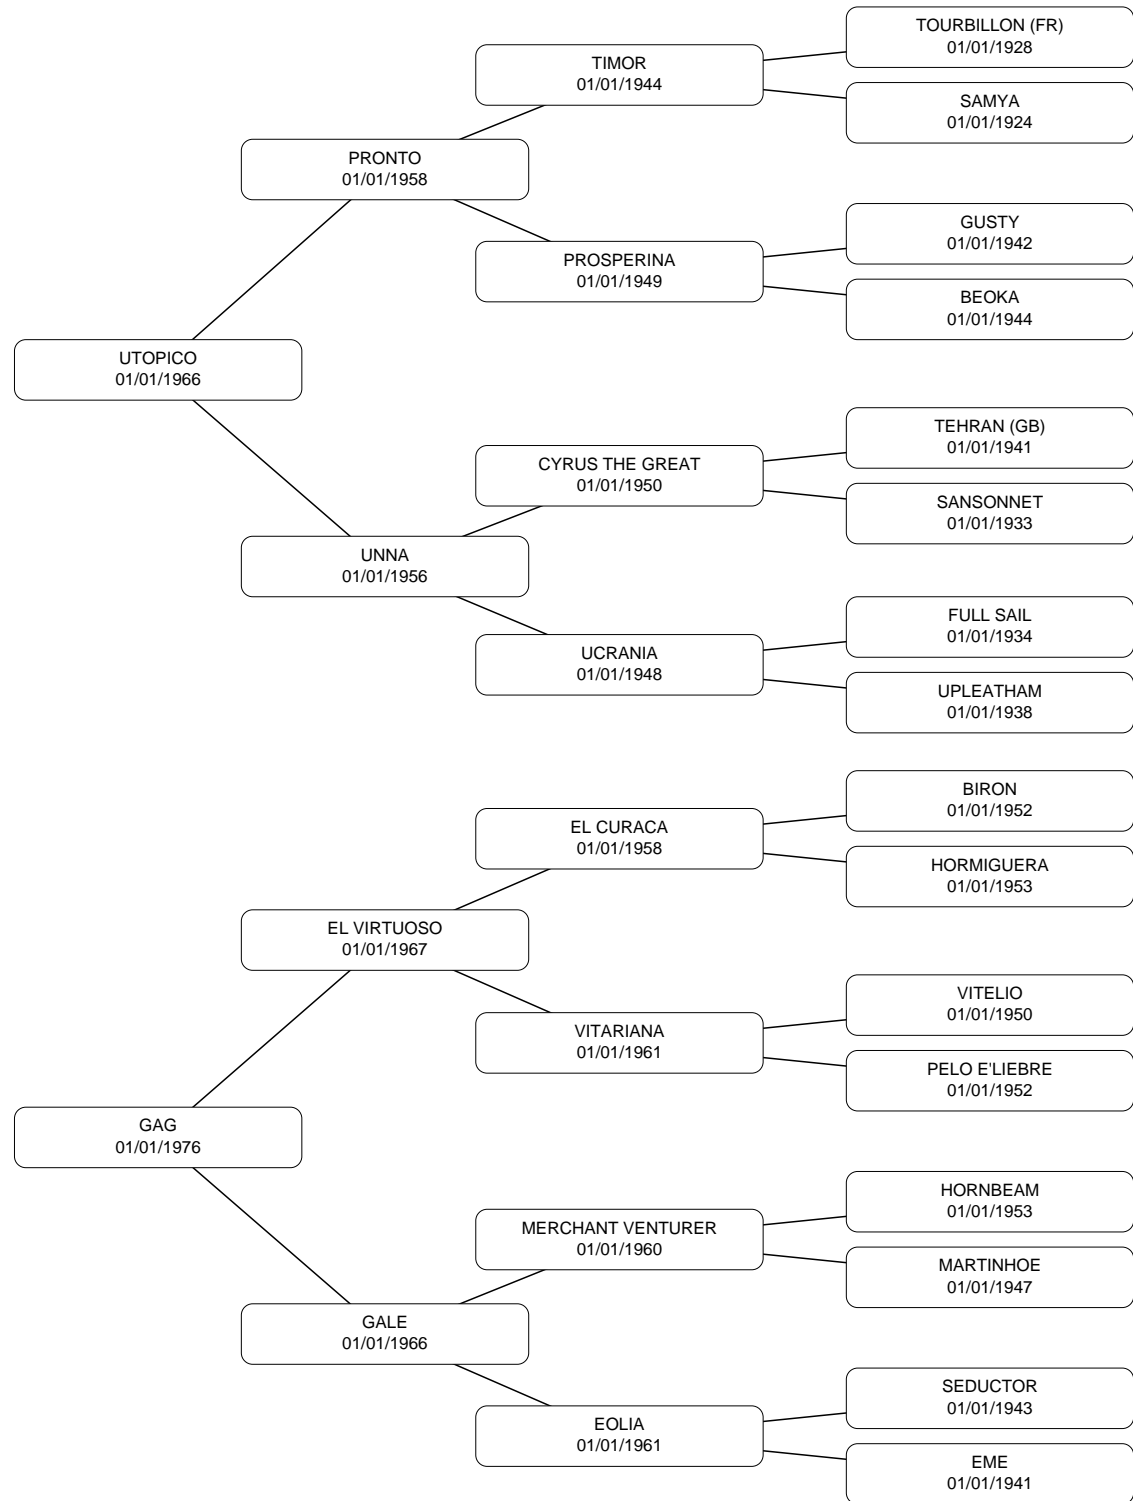 TOURBILLON (FR)
01/01/1928
TIMOR
01/01/1944
SAMYA
01/01/1924
PRONTO
01/01/1958
GUSTY
01/01/1942
PROSPERINA
01/01/1949
BEOKA
01/01/1944
UTOPICO
01/01/1966
TEHRAN (GB)
01/01/1941
CYRUS THE GREAT
01/01/1950
SANSONNET
01/01/1933
UNNA
01/01/1956
FULL SAIL
01/01/1934
UCRANIA
01/01/1948
UPLEATHAM
01/01/1938
BIRON
01/01/1952
EL CURACA
01/01/1958
HORMIGUERA
01/01/1953
EL VIRTUOSO
01/01/1967
VITELIO
01/01/1950
VITARIANA
01/01/1961
PELO E'LIEBRE
01/01/1952
GAG
01/01/1976
HORNBEAM
01/01/1953
MERCHANT VENTURER
01/01/1960
MARTINHOE
01/01/1947
GALE
01/01/1966
SEDUCTOR
01/01/1943
EOLIA
01/01/1961
EME
01/01/1941